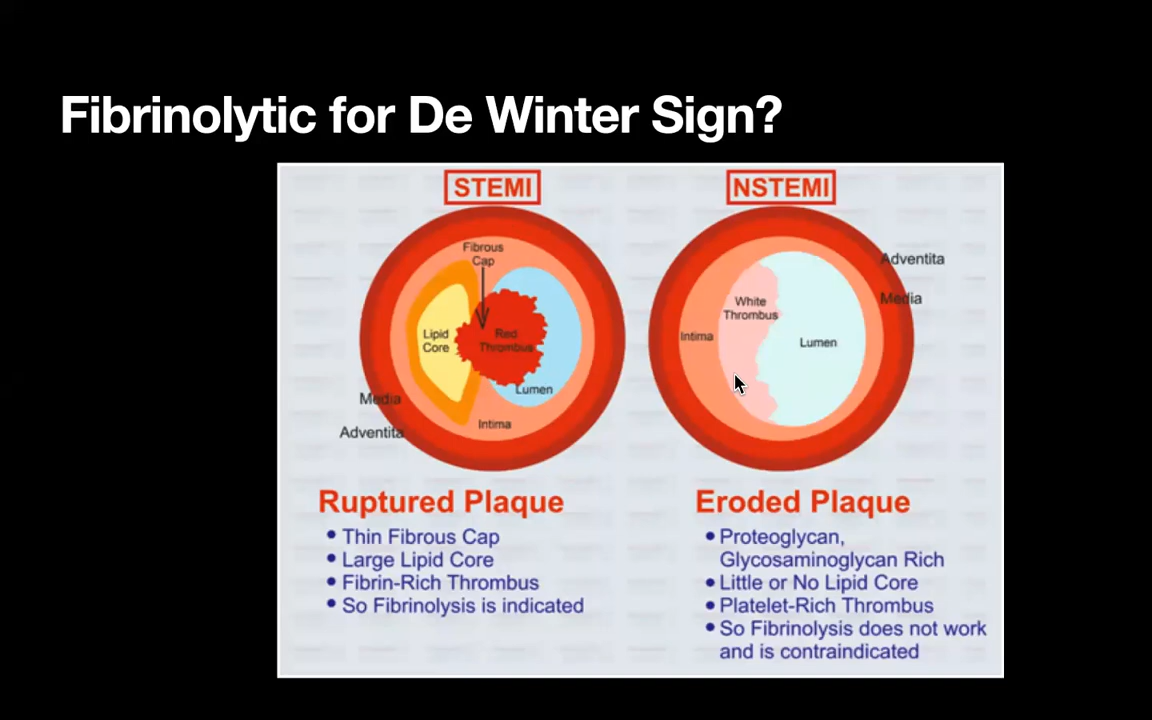 Fibrinolytic for De Winter Sign?
STEMI
Fibrous
Cap
Lipid
Core
Red
Thrombus
Lumen
Media
Intima
Adventita
Ruptured Plaque
• Thin Fibrous Cap
• Large Lipid Core
• Fibrin-Rich Thrombus
• So Fibrinolysis is indicated
NSTEMI
Adventita
Media
White
Thrombus
Intima
Lumen
Eroded Plaque
• Proteoglycan,
Glycosaminoglycan Rich
• Little or No Lipid Core
• Platelet-Rich Thrombus
• So Fibrinolysis does not work
and is contraindicated